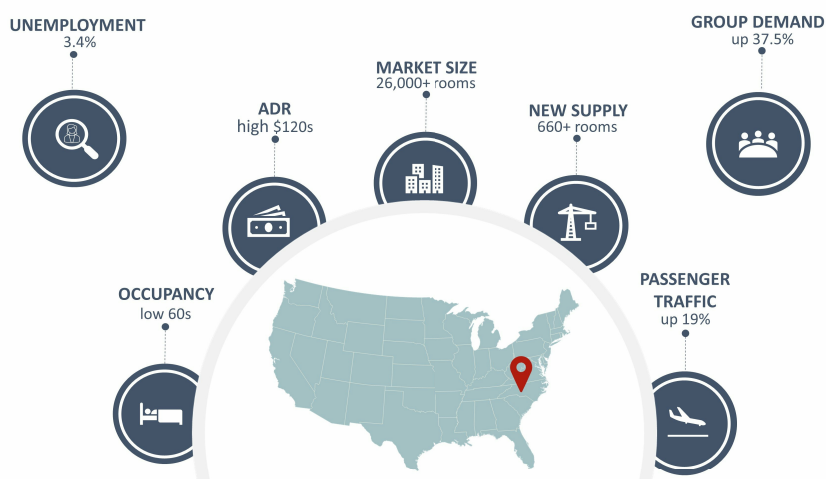 UNEMPLOYMENT
3.4%
GROUP DEMAND
up 37.5%
MARKET SIZE
26,000+ rooms
ADR
high $120s
NEW SUPPLY
660+ rooms
OCCUPANCY
low 60s
PASSENGER
TRAFFIC
up 19%